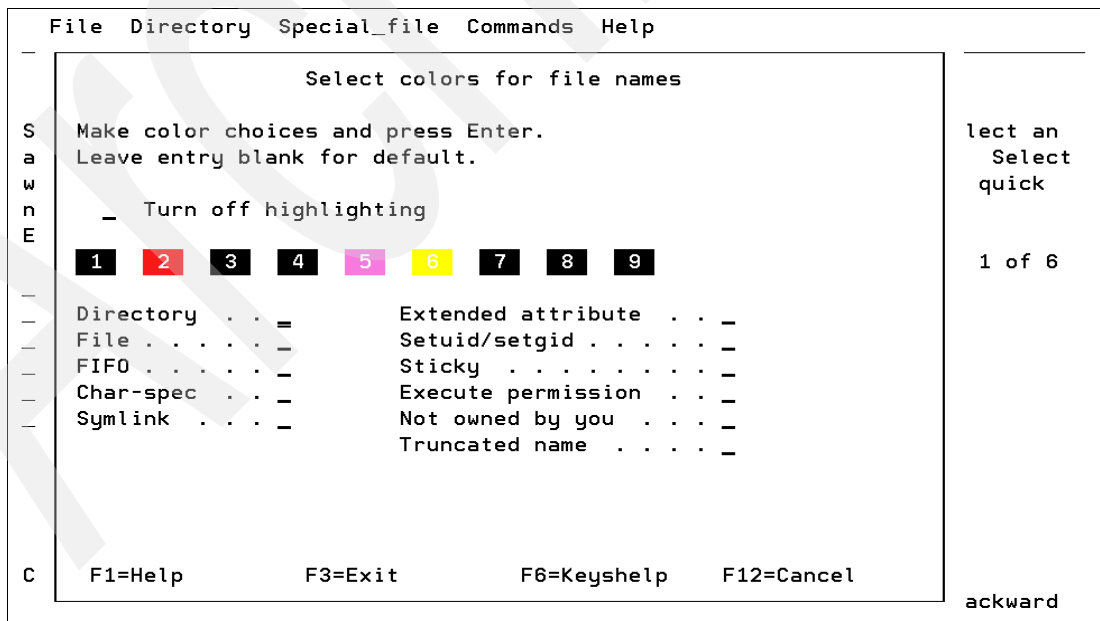 File  Directory  Special_file  Commands  Help
Select colors for file names
S  Make color choices and press Enter.  lect an
a  Leave entry blank for default.  Select
w  quick
n  _  Turn off highlighting
E
1  2  3  4  5  6  7  8  9  1 of 6
Directory  . . _  Extended attribute  . . _
File . . . . . _  Setuid/setgid . . . . . _
FIFO . . . . . _  Sticky  . . . . . . . . _
Char-spec  . . _  Execute permission  . . _
Symlink  . . . _  Not owned by you  . . . _
Truncated name  . . . . _
C  F1=Help  F3=Exit  F6=Keyshelp  F12=Cancel
ackward